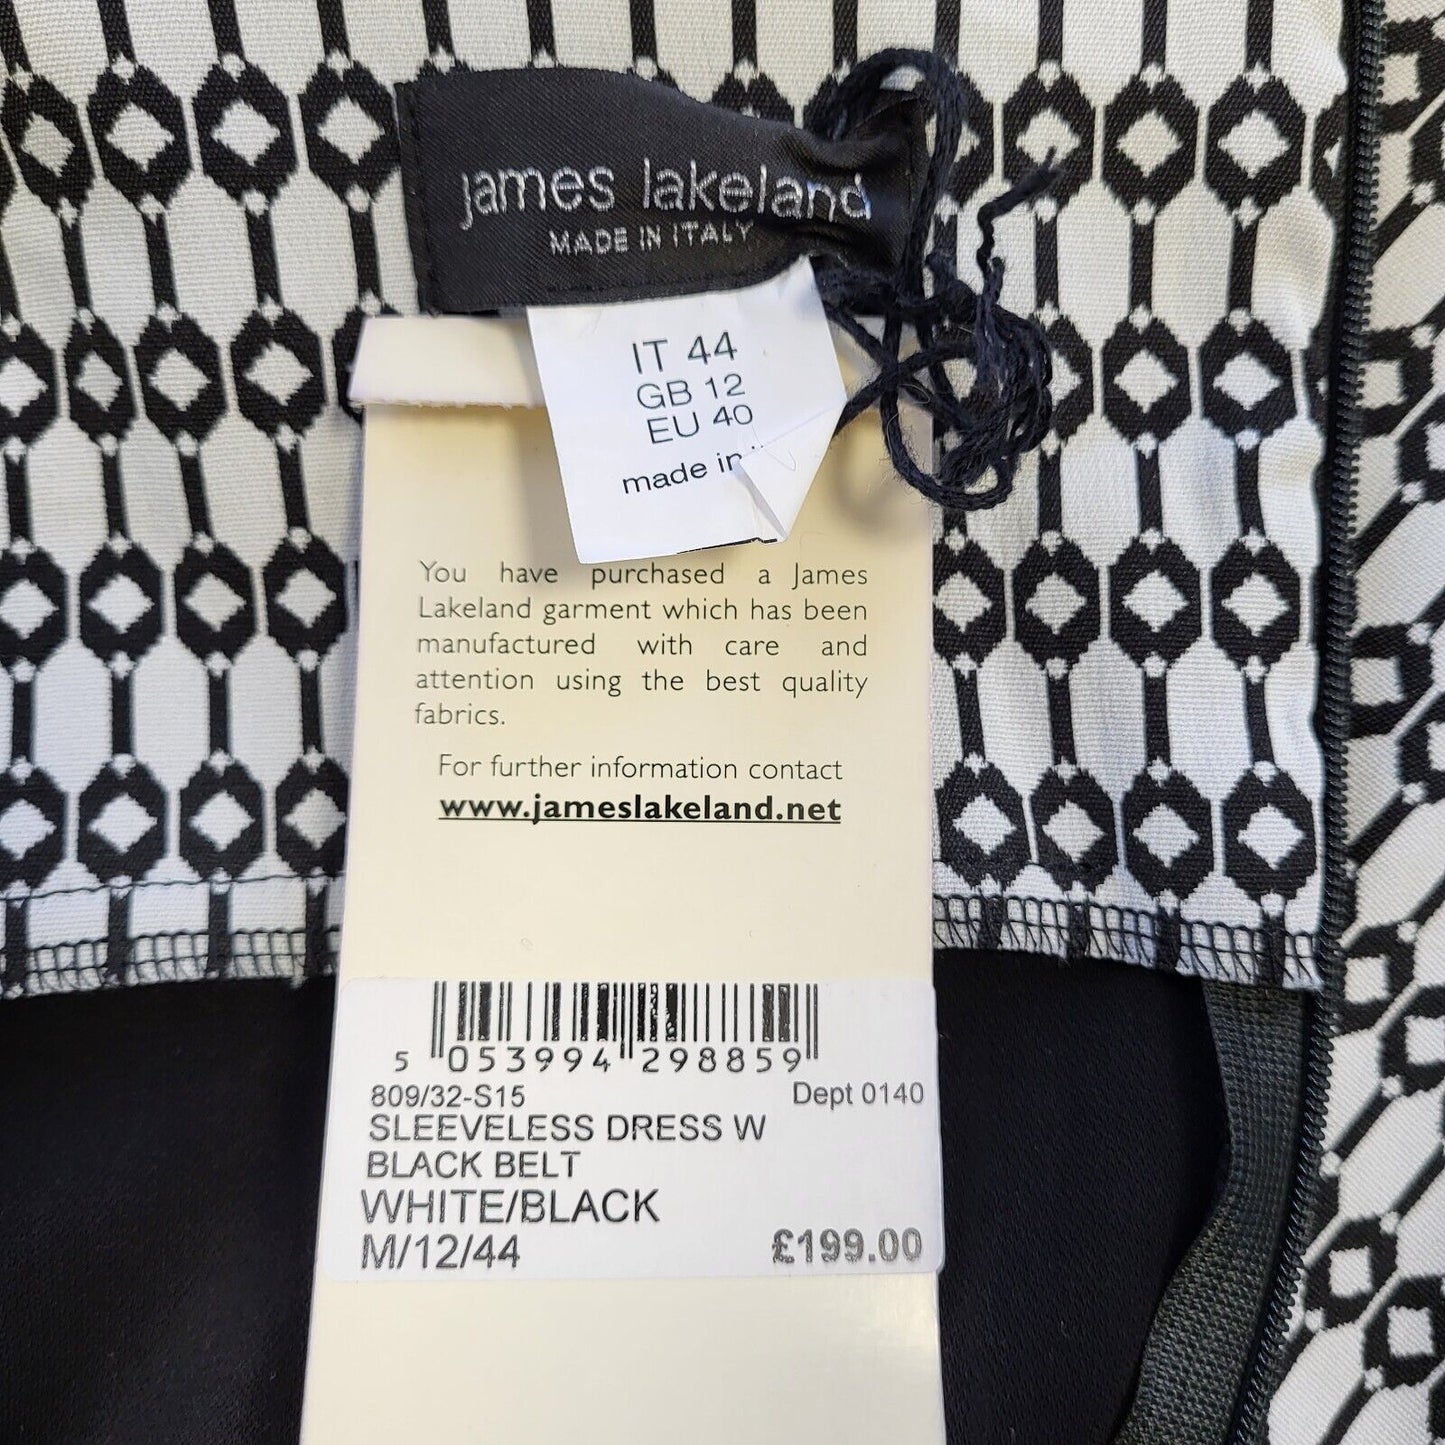 james lakeland
MADE IN ITALY
IT 44
GB 12
EU 40
made in
You have purchased a James
Lakeland garment which has been
manufactured with care and
attention using the best quality
fabrics.
For further information contact
www.jameslakeland.net
5 053994 298859
809/32-S15 Dept 0140
SLEEVELESS DRESS W
BLACK BELT
WHITE/BLACK
M/12/44 £199.00